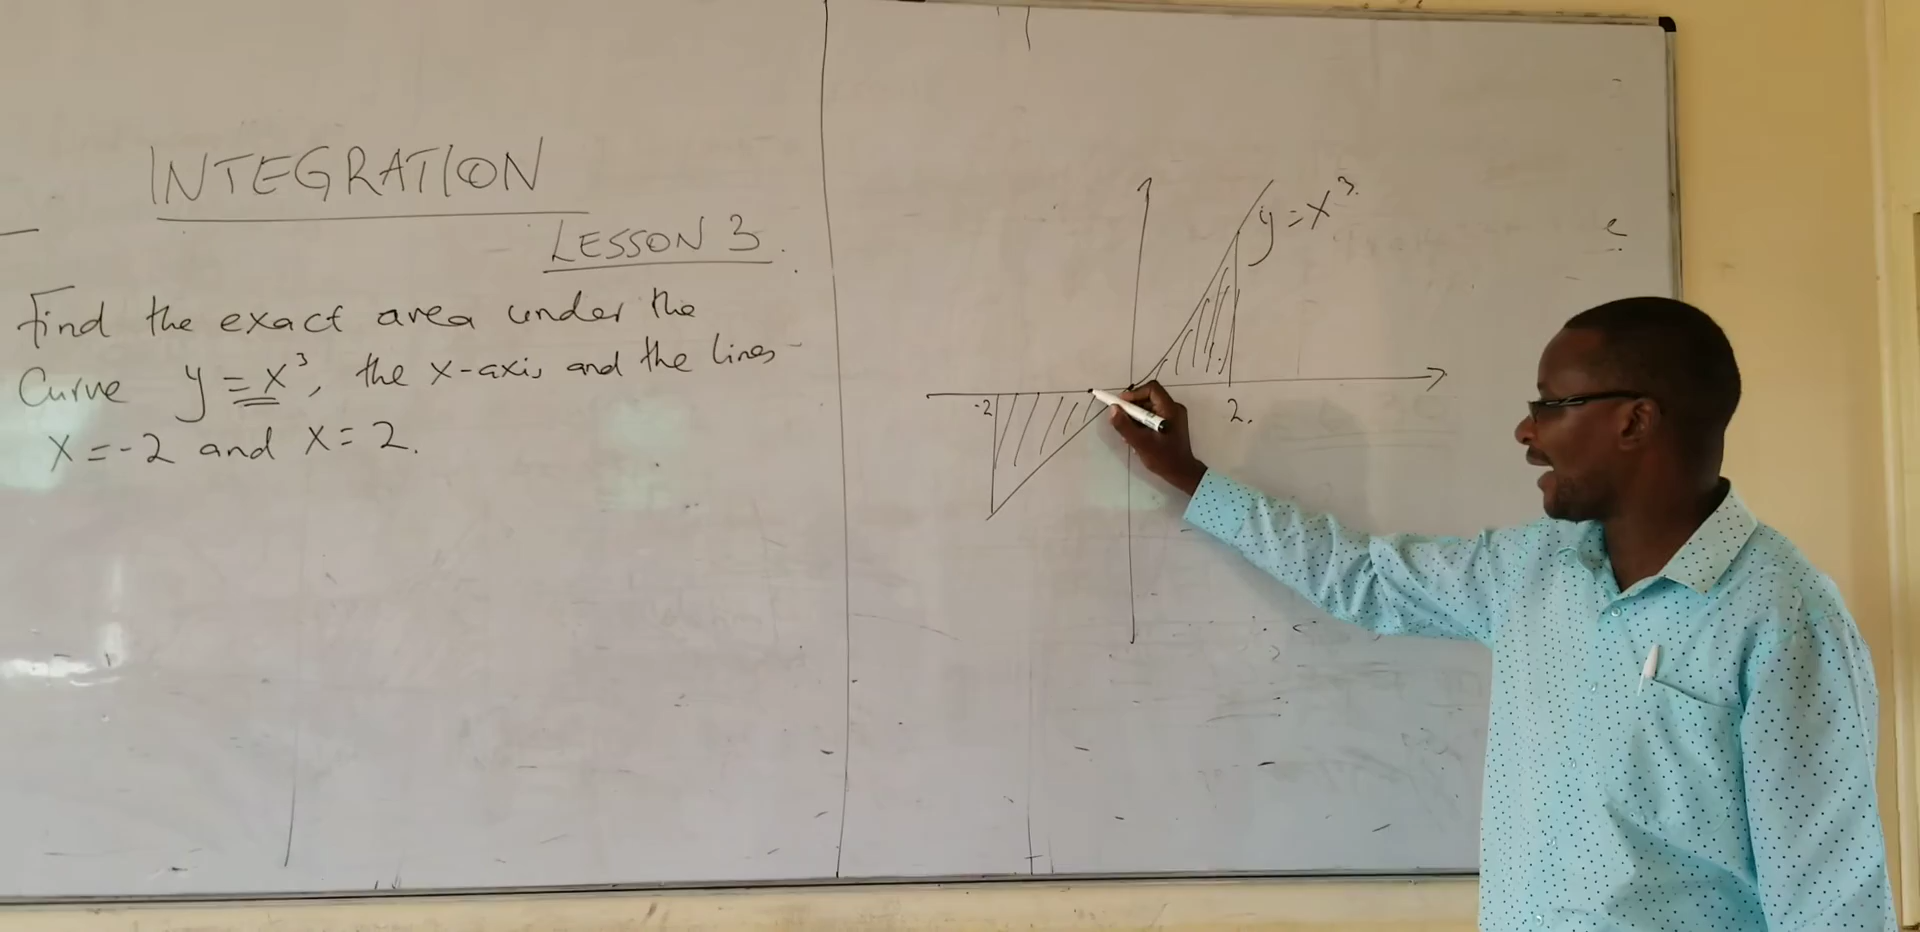 INTEGRATION
LESSON 3.
Find the exact area under the
Curve y = x³, the x-axis and the lines
x = -2 and x = 2.
y = x³.
-2
2.